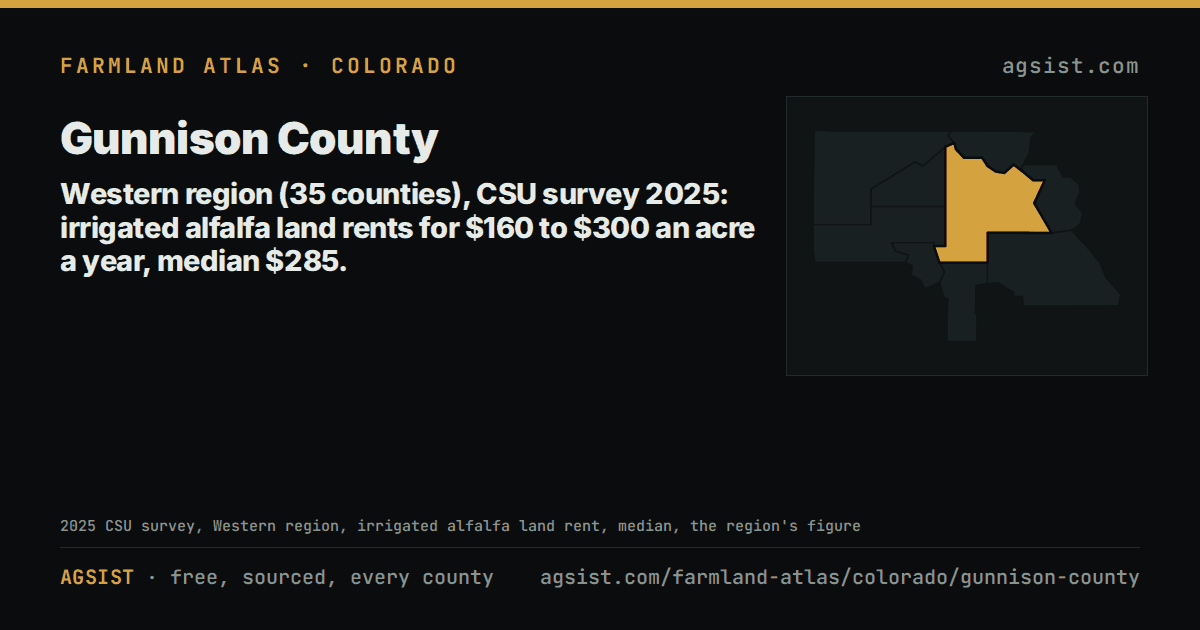 FARMLAND ATLAS · COLORADO
agsist.com
Gunnison County
Western region (35 counties), CSU survey 2025:
irrigated alfalfa land rents for $160 to $300 an acre
a year, median $285.
2025 CSU survey, Western region, irrigated alfalfa land rent, median, the region's figure
AGSIST · free, sourced, every county
agsist.com/farmland-atlas/colorado/gunnison-county